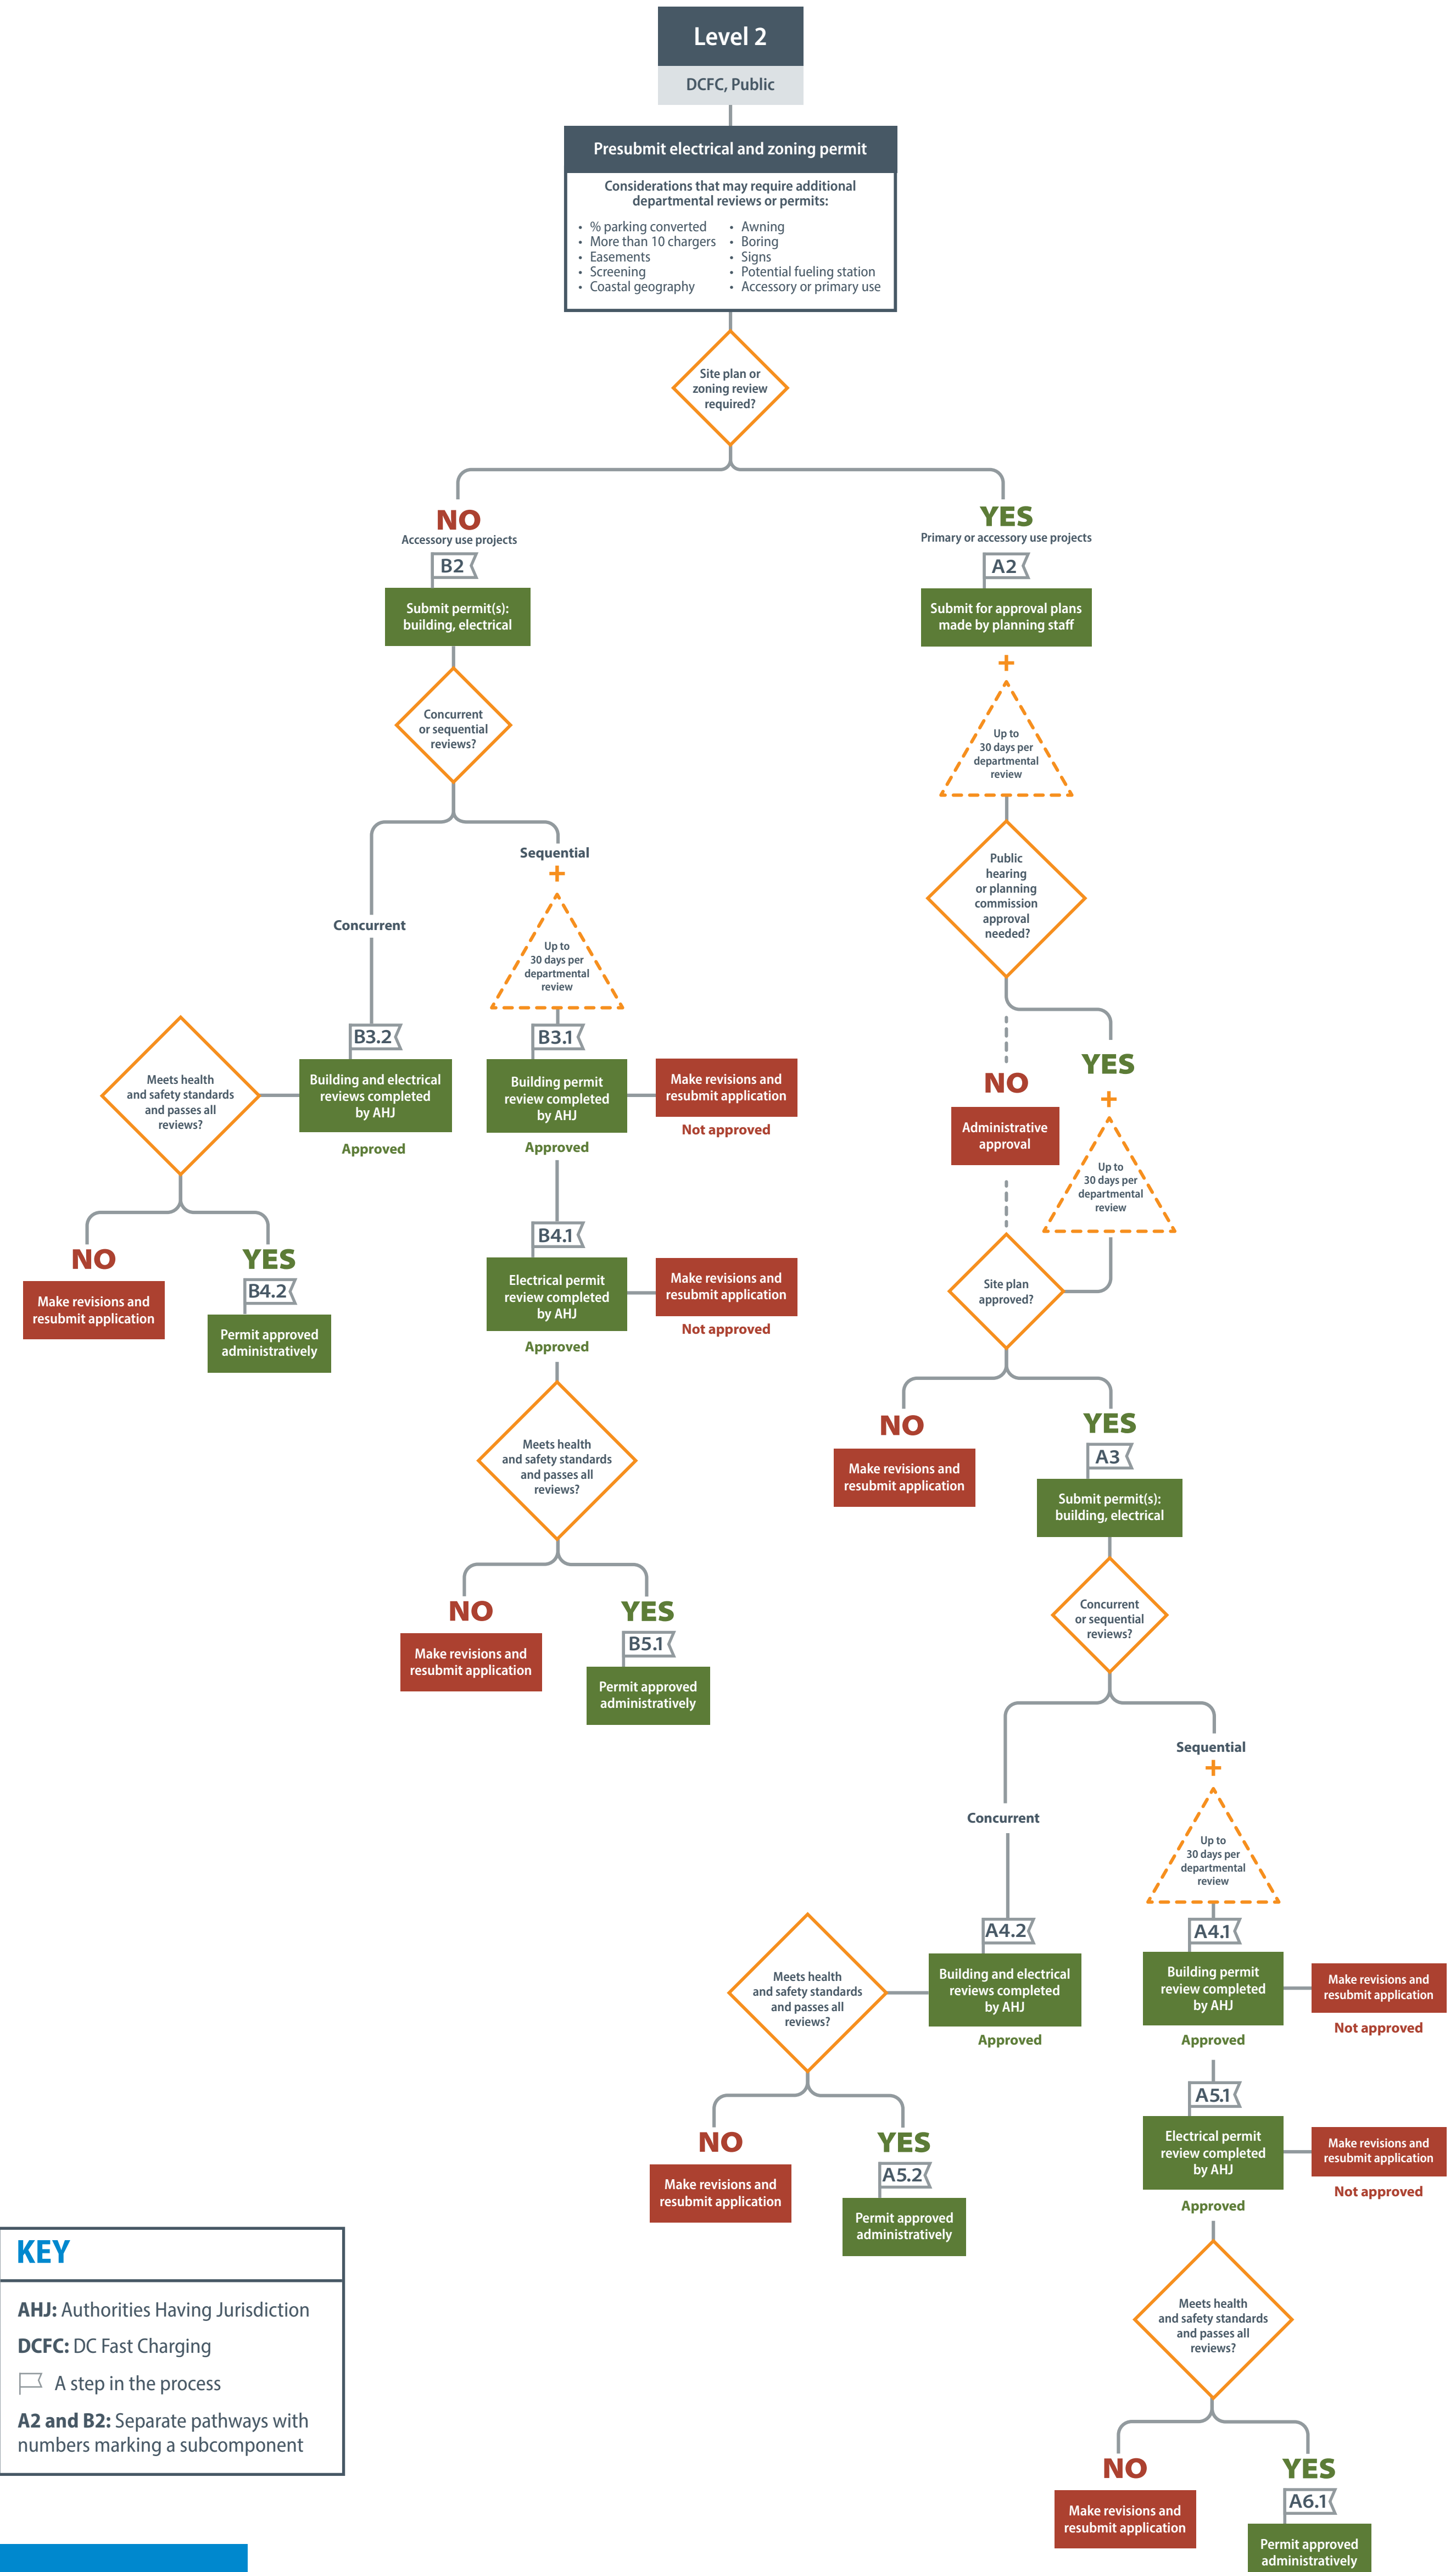 Level 2
DCFC, Public
Presubmit electrical and zoning permit
Considerations that may require additional
departmental reviews or permits:
• % parking converted
• More than 10 chargers
• Easements
• Screening
• Coastal geography
• Awning
• Boring
• Signs
• Potential fueling station
• Accessory or primary use
Site plan or
zoning review
required?
NO
Accessory use projects
B2
Submit permit(s):
building, electrical
Concurrent
or sequential
reviews?
Concurrent
B3.2
Building and electrical
reviews completed
by AHJ
Approved
Meets health
and safety standards
and passes all
reviews?
NO
Make revisions and
resubmit application
YES
B4.2
Permit approved
administratively
Sequential
+
Up to
30 days per
departmental
review
B3.1
Building permit
review completed
by AHJ
Approved
Make revisions and
resubmit application
Not approved
B4.1
Electrical permit
review completed
by AHJ
Approved
Make revisions and
resubmit application
Not approved
Meets health
and safety standards
and passes all
reviews?
NO
Make revisions and
resubmit application
YES
B5.1
Permit approved
administratively
YES
Primary or accessory use projects
A2
Submit for approval plans
made by planning staff
+
Up to
30 days per
departmental
review
Public
hearing
or planning
commission
approval
needed?
NO
Administrative
approval
YES
+
Up to
30 days per
departmental
review
Site plan
approved?
NO
Make revisions and
resubmit application
YES
A3
Submit permit(s):
building, electrical
Concurrent
or sequential
reviews?
Concurrent
A4.2
Building and electrical
reviews completed
by AHJ
Approved
Meets health
and safety standards
and passes all
reviews?
NO
Make revisions and
resubmit application
YES
A5.2
Permit approved
administratively
Sequential
+
Up to
30 days per
departmental
review
A4.1
Building permit
review completed
by AHJ
Approved
Make revisions and
resubmit application
Not approved
A5.1
Electrical permit
review completed
by AHJ
Approved
Make revisions and
resubmit application
Not approved
Meets health
and safety standards
and passes all
reviews?
NO
Make revisions and
resubmit application
YES
A6.1
Permit approved
administratively
KEY
AHJ: Authorities Having Jurisdiction
DCFC: DC Fast Charging
A step in the process
A2 and B2: Separate pathways with
numbers marking a subcomponent